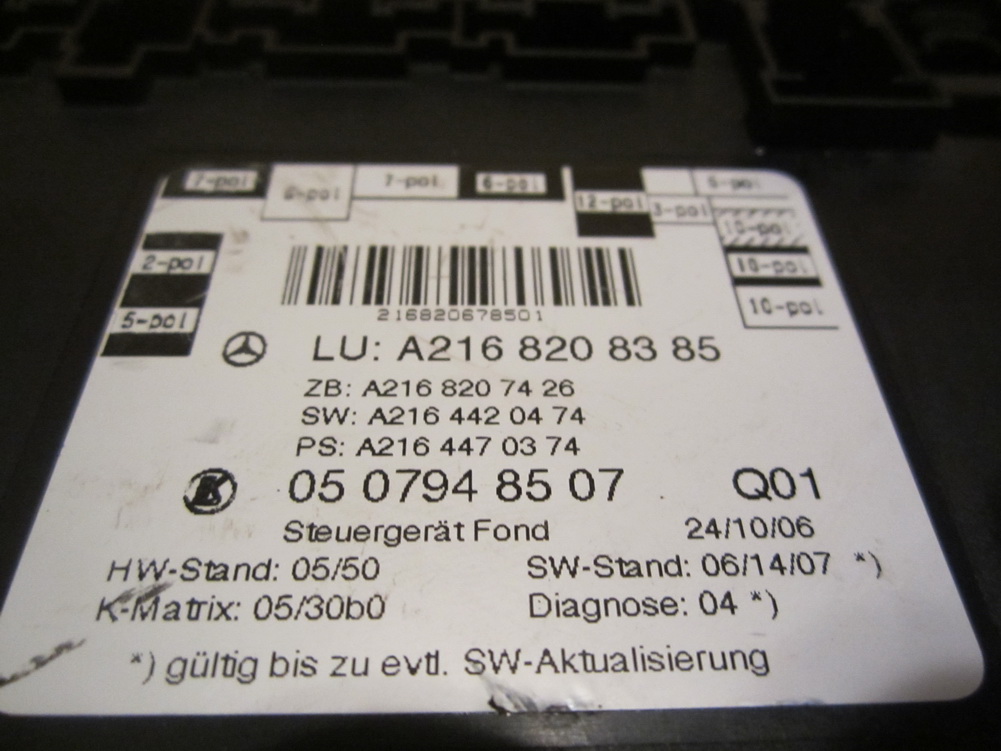 7-pol 6-pol 7-pol 6-pol 12-pol 3-pol 6-pol
10-pol
2-pol 10-pol
5-pol 10-pol
216820678501
LU: A216 820 83 85
ZB: A216 820 74 26
SW: A216 442 04 74
PS: A216 447 03 74
05 0794 85 07 Q01
Steuergerät Fond 24/10/06
HW-Stand: 05/50 SW-Stand: 06/14/07 *)
K-Matrix: 05/30b0 Diagnose: 04 *)
*) gültig bis zu evtl. SW-Aktualisierung